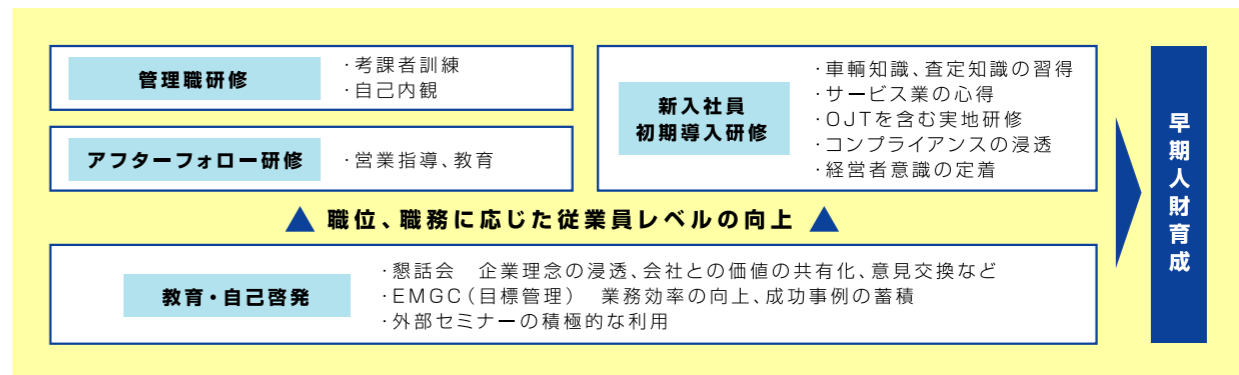 管理職研修
・考課者訓練
・自己内観
アフターフォロー研修
・営業指導、教育
新入社員
初期導入研修
・車輌知識、査定知識の習得
・サービス業の心得
・OJTを含む実地研修
・コンプライアンスの浸透
・経営者意識の定着
▲ 職位、職務に応じた従業員レベルの向上 ▲
教育・自己啓発
・懇話会　企業理念の浸透、会社との価値の共有化、意見交換など
・EMGC（目標管理）　業務効率の向上、成功事例の蓄積
・外部セミナーの積極的な利用
早期人財育成